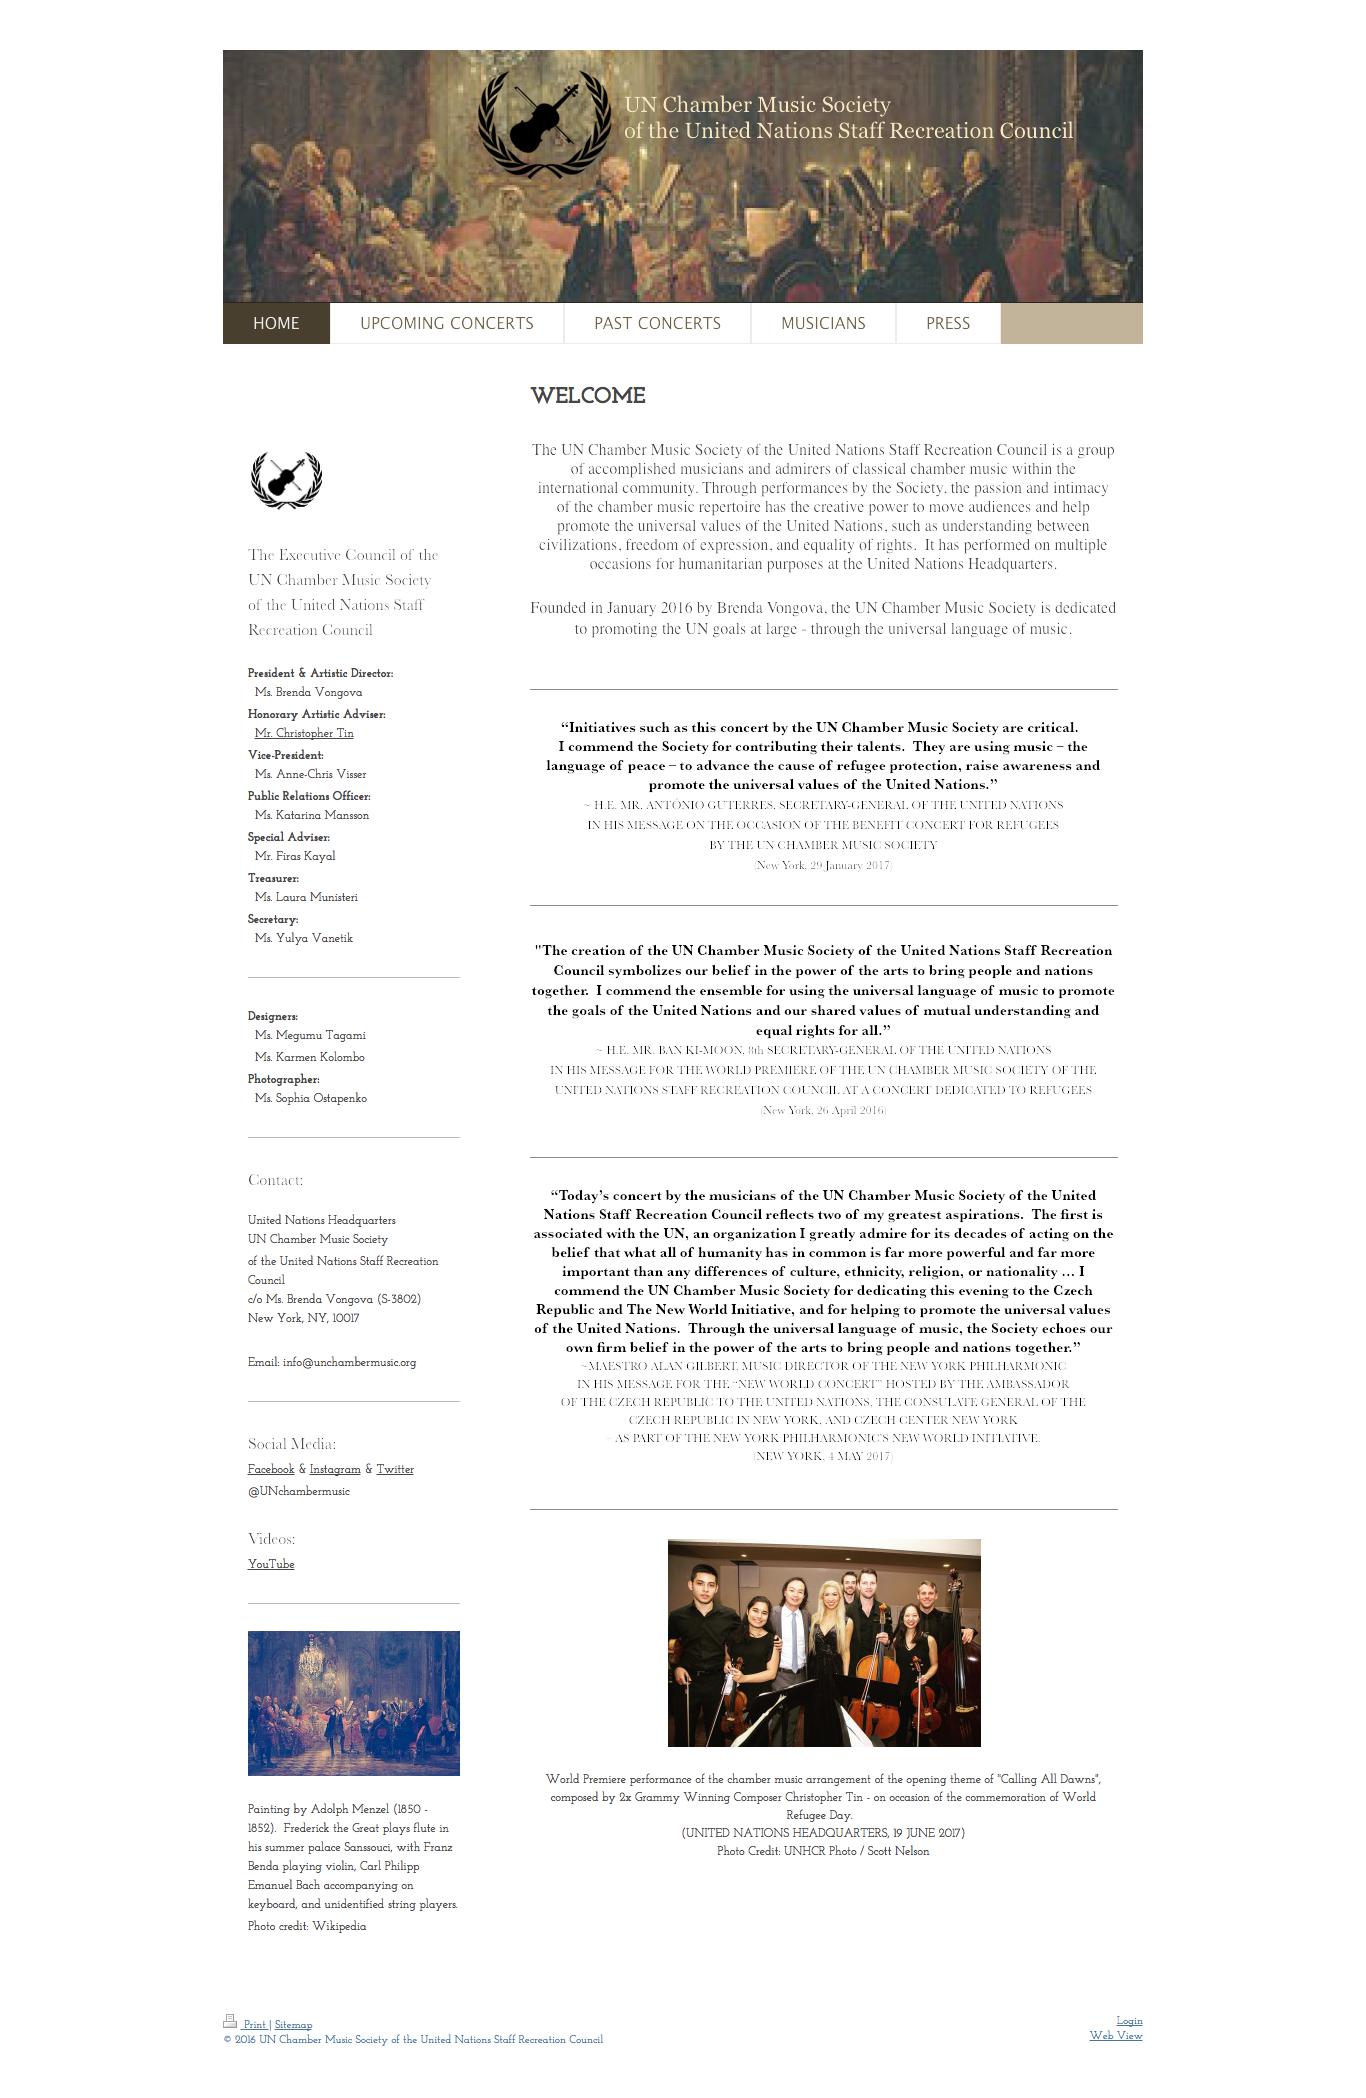 UN Chamber Music Society
of the United Nations Staff Recreation Council
HOME
UPCOMING CONCERTS
PAST CONCERTS
MUSICIANS
PRESS
The Executive Council of the
UN Chamber Music Society
of the United Nations Staff
Recreation Council
President & Artistic Director:
Ms. Brenda Vongova
Honorary Artistic Adviser:
Mr. Christopher Tin
Vice-President:
Ms. Anne-Chris Visser
Public Relations Officer:
Ms. Katarina Mansson
Special Adviser:
Mr. Firas Kayal
Treasurer:
Ms. Laura Munisteri
Secretary:
Ms. Yulya Vanetik
Designers:
Ms. Megumu Tagami
Ms. Karmen Kolombo
Photographer:
Ms. Sophia Ostapenko
Contact:
United Nations Headquarters
UN Chamber Music Society
of the United Nations Staff Recreation
Council
c/o Ms. Brenda Vongova (S-3802)
New York, NY, 10017
Email: info@unchambermusic.org
Social Media:
Facebook & Instagram & Twitter
@UNchambermusic
Videos:
YouTube
Painting by Adolph Menzel (1850 -
1852).  Frederick the Great plays flute in
his summer palace Sanssouci, with Franz
Benda playing violin, Carl Philipp
Emanuel Bach accompanying on
keyboard, and unidentified string players.
Photo credit: Wikipedia
WELCOME
The UN Chamber Music Society of the United Nations Staff Recreation Council is a group
of accomplished musicians and admirers of classical chamber music within the
international community. Through performances by the Society, the passion and intimacy
of the chamber music repertoire has the creative power to move audiences and help
promote the universal values of the United Nations, such as understanding between
civilizations, freedom of expression, and equality of rights.  It has performed on multiple
occasions for humanitarian purposes at the United Nations Headquarters.
Founded in January 2016 by Brenda Vongova, the UN Chamber Music Society is dedicated
to promoting the UN goals at large - through the universal language of music.
“Initiatives such as this concert by the UN Chamber Music Society are critical.
I commend the Society for contributing their talents.  They are using music – the
language of peace – to advance the cause of refugee protection, raise awareness and
promote the universal values of the United Nations.”
~ H.E. MR. ANTÓNIO GUTERRES, SECRETARY-GENERAL OF THE UNITED NATIONS
IN HIS MESSAGE ON THE OCCASION OF THE BENEFIT CONCERT FOR REFUGEES
BY THE UN CHAMBER MUSIC SOCIETY
(New York, 29 January 2017)
"The creation of the UN Chamber Music Society of the United Nations Staff Recreation
Council symbolizes our belief in the power of the arts to bring people and nations
together.  I commend the ensemble for using the universal language of music to promote
the goals of the United Nations and our shared values of mutual understanding and
equal rights for all.”
~ H.E. MR. BAN KI-MOON, 8th SECRETARY-GENERAL OF THE UNITED NATIONS
IN HIS MESSAGE FOR THE WORLD PREMIERE OF THE UN CHAMBER MUSIC SOCIETY OF THE
UNITED NATIONS STAFF RECREATION COUNCIL AT A CONCERT DEDICATED TO REFUGEES
(New York, 26 April 2016)
“Today’s concert by the musicians of the UN Chamber Music Society of the United
Nations Staff Recreation Council reflects two of my greatest aspirations.  The first is
associated with the UN, an organization I greatly admire for its decades of acting on the
belief that what all of humanity has in common is far more powerful and far more
important than any differences of culture, ethnicity, religion, or nationality … I
commend the UN Chamber Music Society for dedicating this evening to the Czech
Republic and The New World Initiative, and for helping to promote the universal values
of the United Nations.  Through the universal language of music, the Society echoes our
own firm belief in the power of the arts to bring people and nations together.”
~MAESTRO ALAN GILBERT, MUSIC DIRECTOR OF THE NEW YORK PHILHARMONIC
IN HIS MESSAGE FOR THE “NEW WORLD CONCERT” HOSTED BY THE AMBASSADOR
OF THE CZECH REPUBLIC TO THE UNITED NATIONS, THE CONSULATE GENERAL OF THE
CZECH REPUBLIC IN NEW YORK, AND CZECH CENTER NEW YORK
– AS PART OF THE NEW YORK PHILHARMONIC’S NEW WORLD INITIATIVE.
(NEW YORK, 4 MAY 2017)
World Premiere performance of the chamber music arrangement of the opening theme of "Calling All Dawns",
composed by 2x Grammy Winning Composer Christopher Tin - on occasion of the commemoration of World
Refugee Day.
(UNITED NATIONS HEADQUARTERS, 19 JUNE 2017)
Photo Credit: UNHCR Photo / Scott Nelson
Print | Sitemap
© 2016 UN Chamber Music Society of the United Nations Staff Recreation Council
Login
Web View